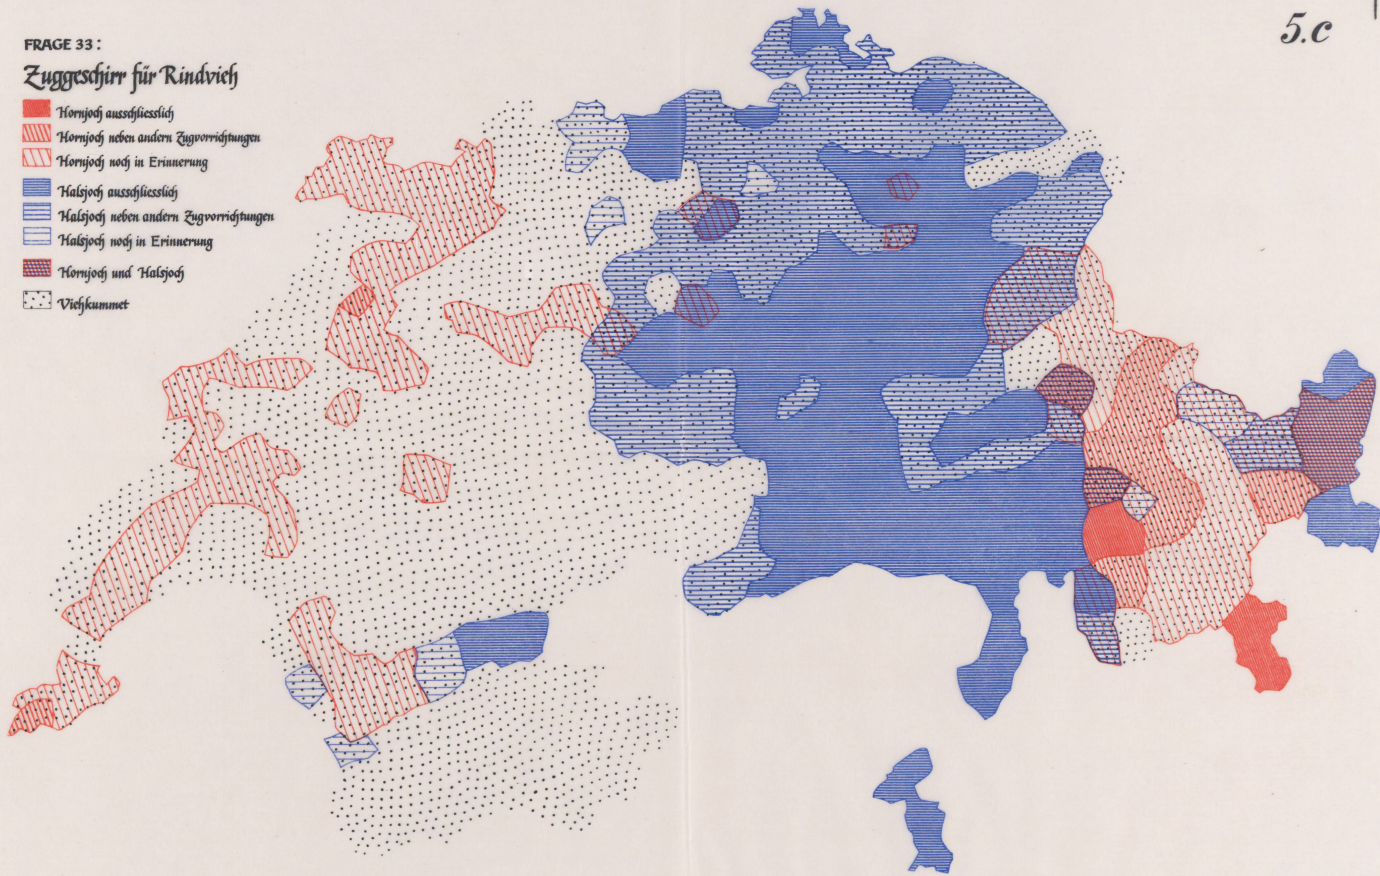 5.c
FRAGE 33:
Zuggeschirr für Rindvieh
Hornjoch ausschliesslich
Hornjoch neben andern Zugvorrichtungen
Hornjoch noch in Erinnerung
Halsjoch ausschliesslich
Halsjoch neben andern Zugvorrichtungen
Halsjoch noch in Erinnerung
Hornjoch und Halsjoch
Viehkummet